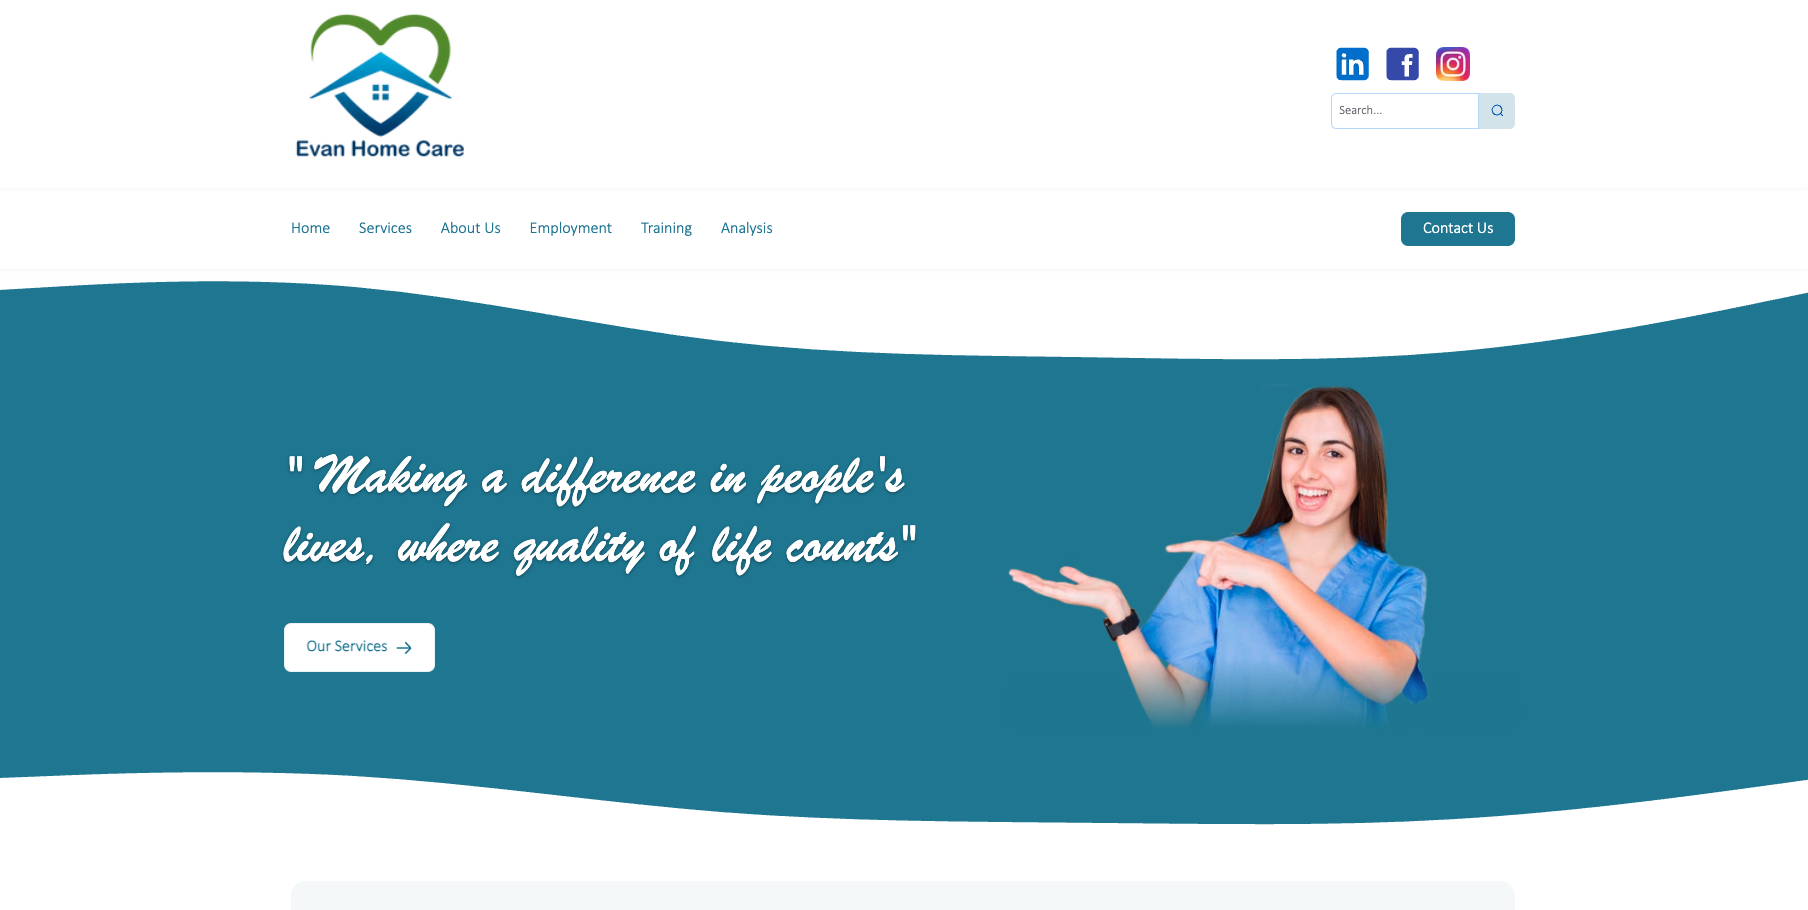 Evan Home Care
Search...
Home Services About Us Employment Training Analysis
Contact Us
" Making a difference in people's
lives, where quality of life counts"
Our Services